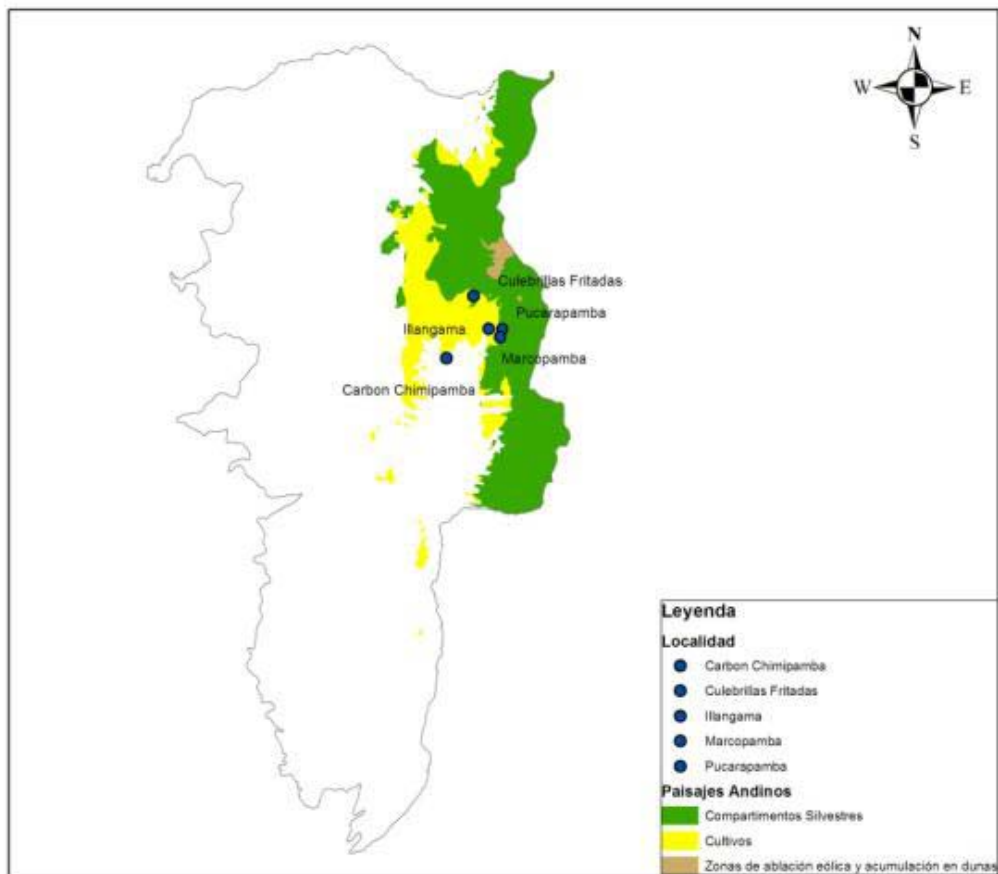 N
W E
S
Culebrillas Fritadas
Pucarapamba
Illangama
Marcopamba
Carbon Chimipamba
Leyenda
Localidad
Carbon Chimipamba
Culebrillas Fritadas
Illangama
Marcopamba
Pucarapamba
Paisajes Andinos
Compartimentos Silvestres
Cultivos
Zonas de ablación eólica y acumulación en dunas